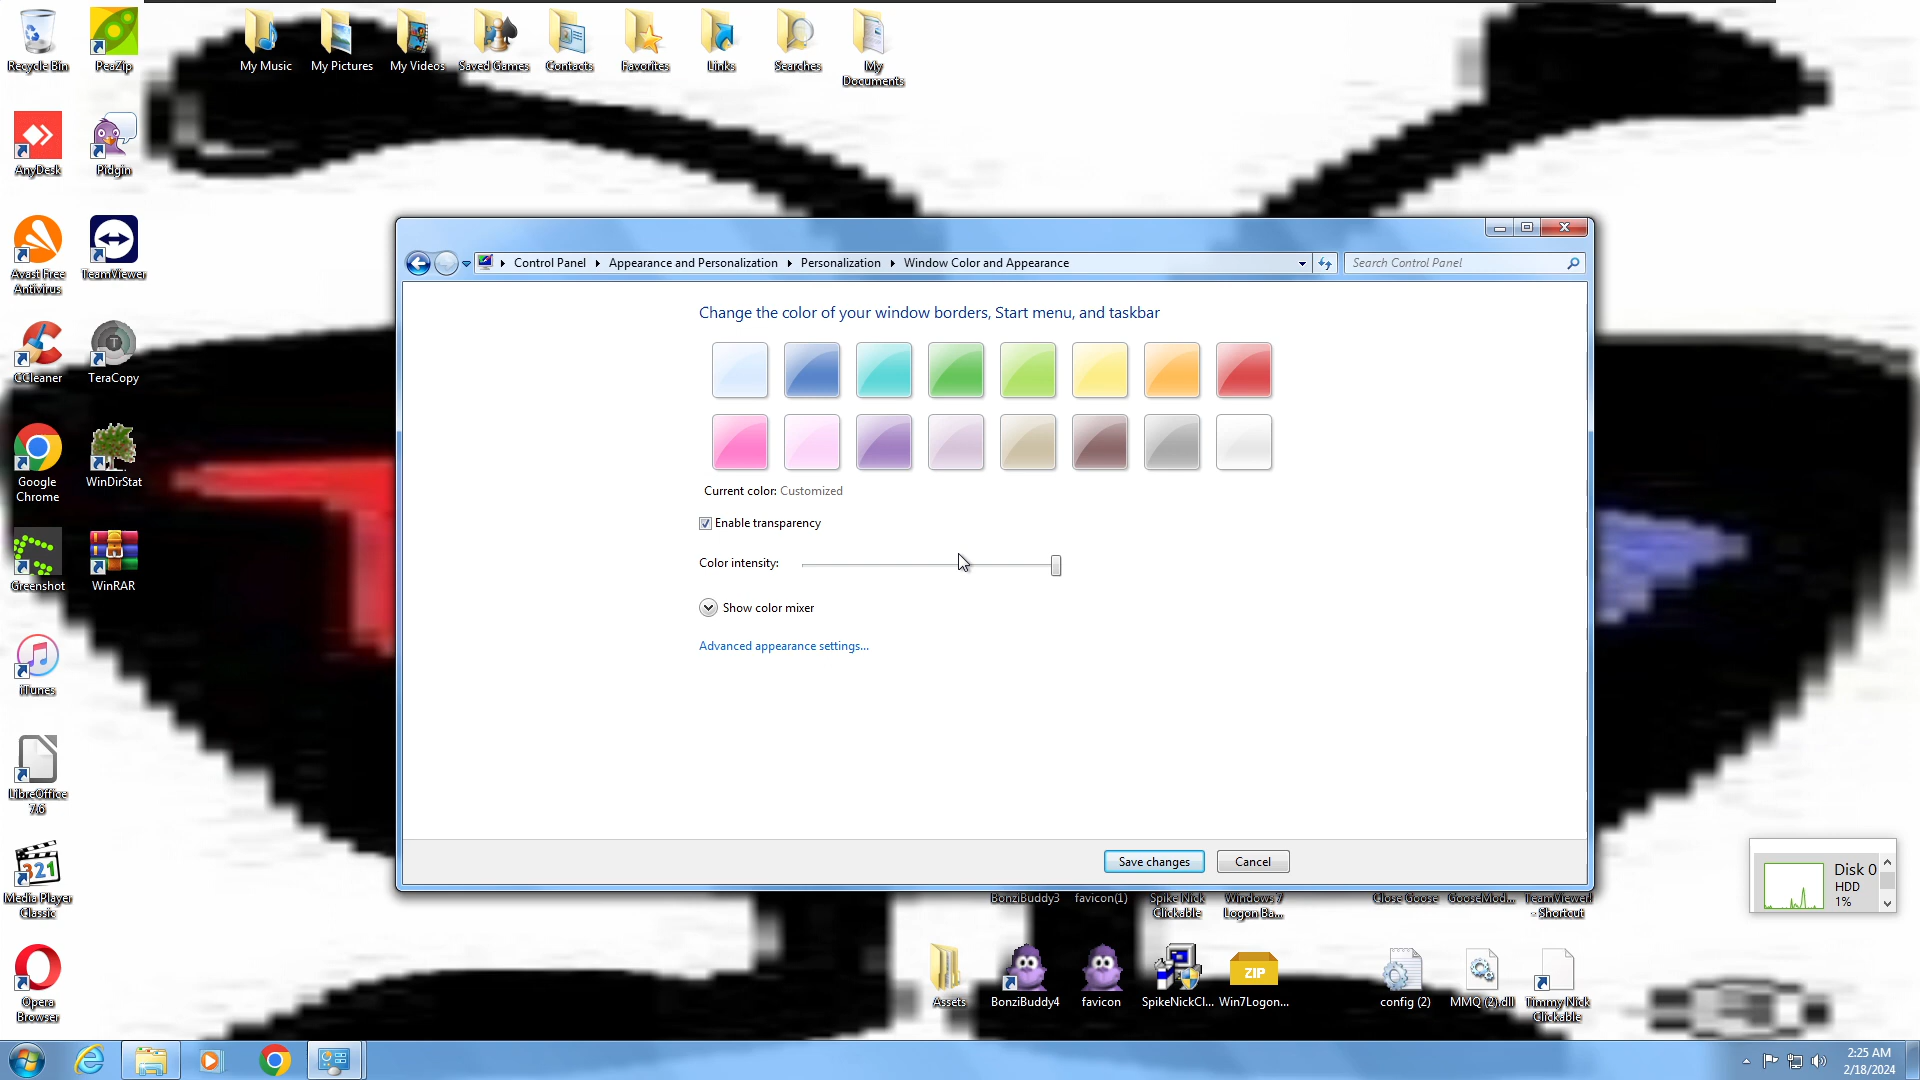 My Music
My Pictures
My Videos
Saved Games
Contacts
Favorites
Links
Searches
My
Documents
Recycle Bin
PeaZip
AnyDesk
Pidgin
Avast Free
Antivirus
TeamViewer
CCleaner
TeraCopy
Google
Chrome
WinDirStat
Greenshot
WinRAR
iTunes
LibreOffice
7.6
321
Media Player
Classic
Opera
Browser
Control Panel
Appearance and Personalization
Personalization
Window Color and Appearance
Search Control Panel
Change the color of your window borders, Start menu, and taskbar
Current color: Customized
Enable transparency
Color intensity:
Show color mixer
Advanced appearance settings...
Save changes
Cancel
BonziBuddy3
favicon(1)
Spike Nick
Clickable
Windows 7
Logon Ba...
Close Goose
GooseMod...
TeamViewer!
- Shortcut
Assets
BonziBuddy4
favicon
SpikeNickCl...
ZIP
Win7Logon...
config (2)
MMQ (2).dll
Timmy Nick
Clickable
Disk 0
HDD
1%
2:25 AM
2/18/2024